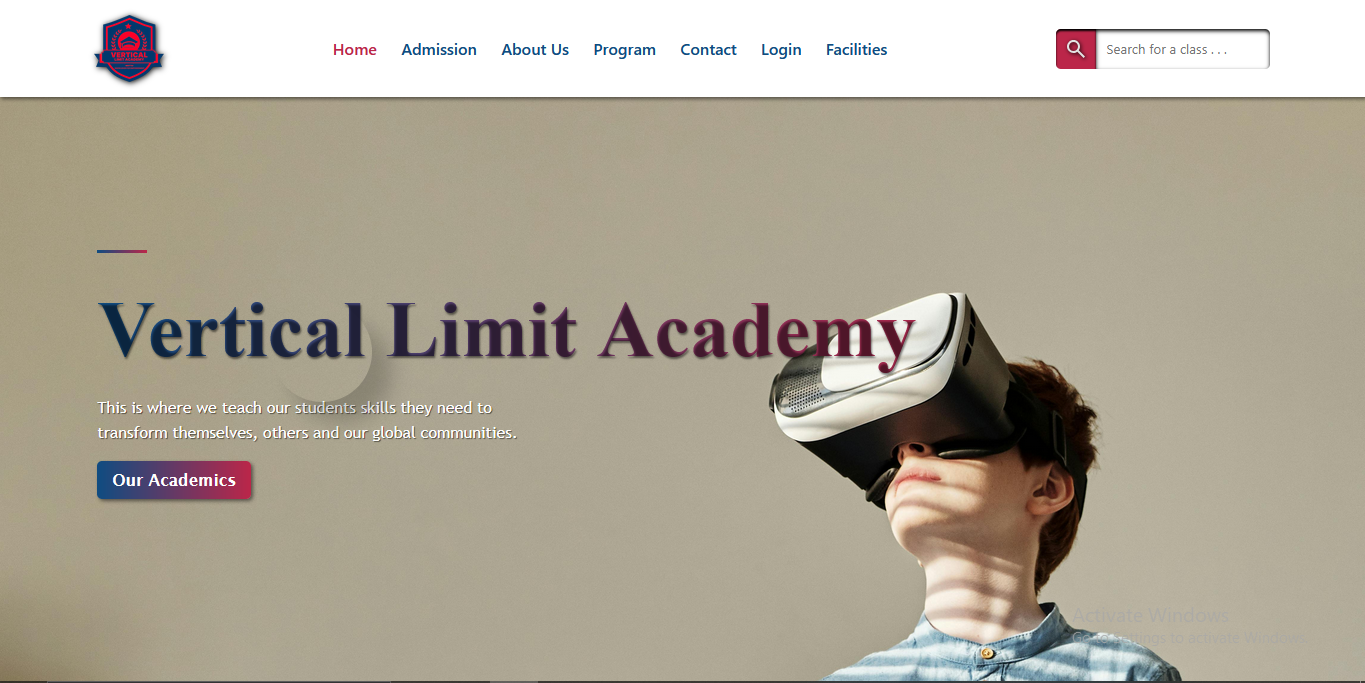 VERTICAL
Home
Admission
About Us
Program
Contact
Login
Facilities
Search for a class . . .
Vertical Limit Academy
This is where we teach our students skills they need to
transform themselves, others and our global communities.
Our Academics
Activate Windows
Go to Settings to activate Windows.